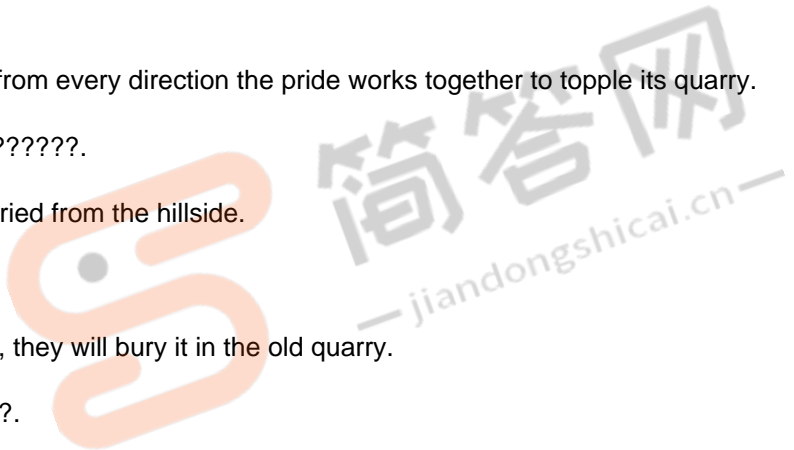 from every direction the pride works together to topple its quarry.
??????.
ried from the hillside.
, they will bury it in the old quarry.
?.
简答网
jiandongshicai.cn